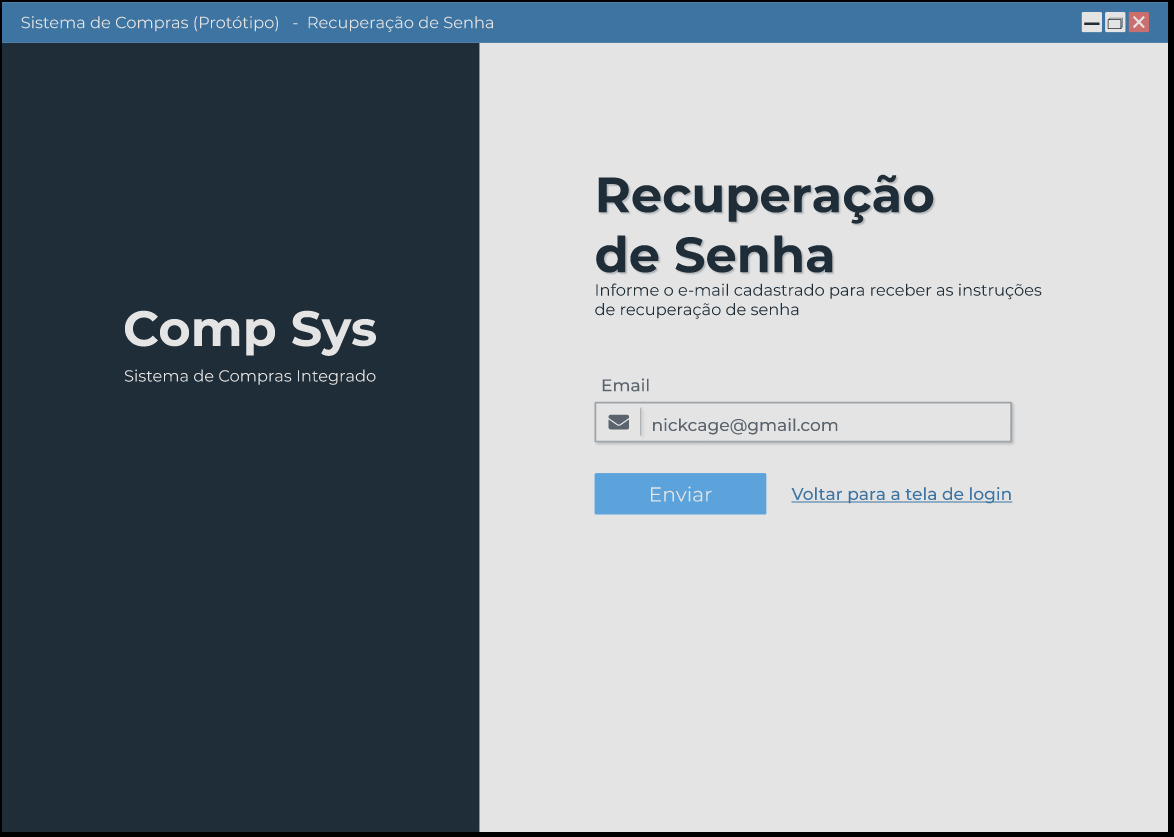 Sistema de Compras (Protótipo) - Recuperação de Senha
Comp Sys
Sistema de Compras Integrado
Recuperação
de Senha
Informe o e-mail cadastrado para receber as instruções
de recuperação de senha
Email
nickcage@gmail.com
Enviar
Voltar para a tela de login